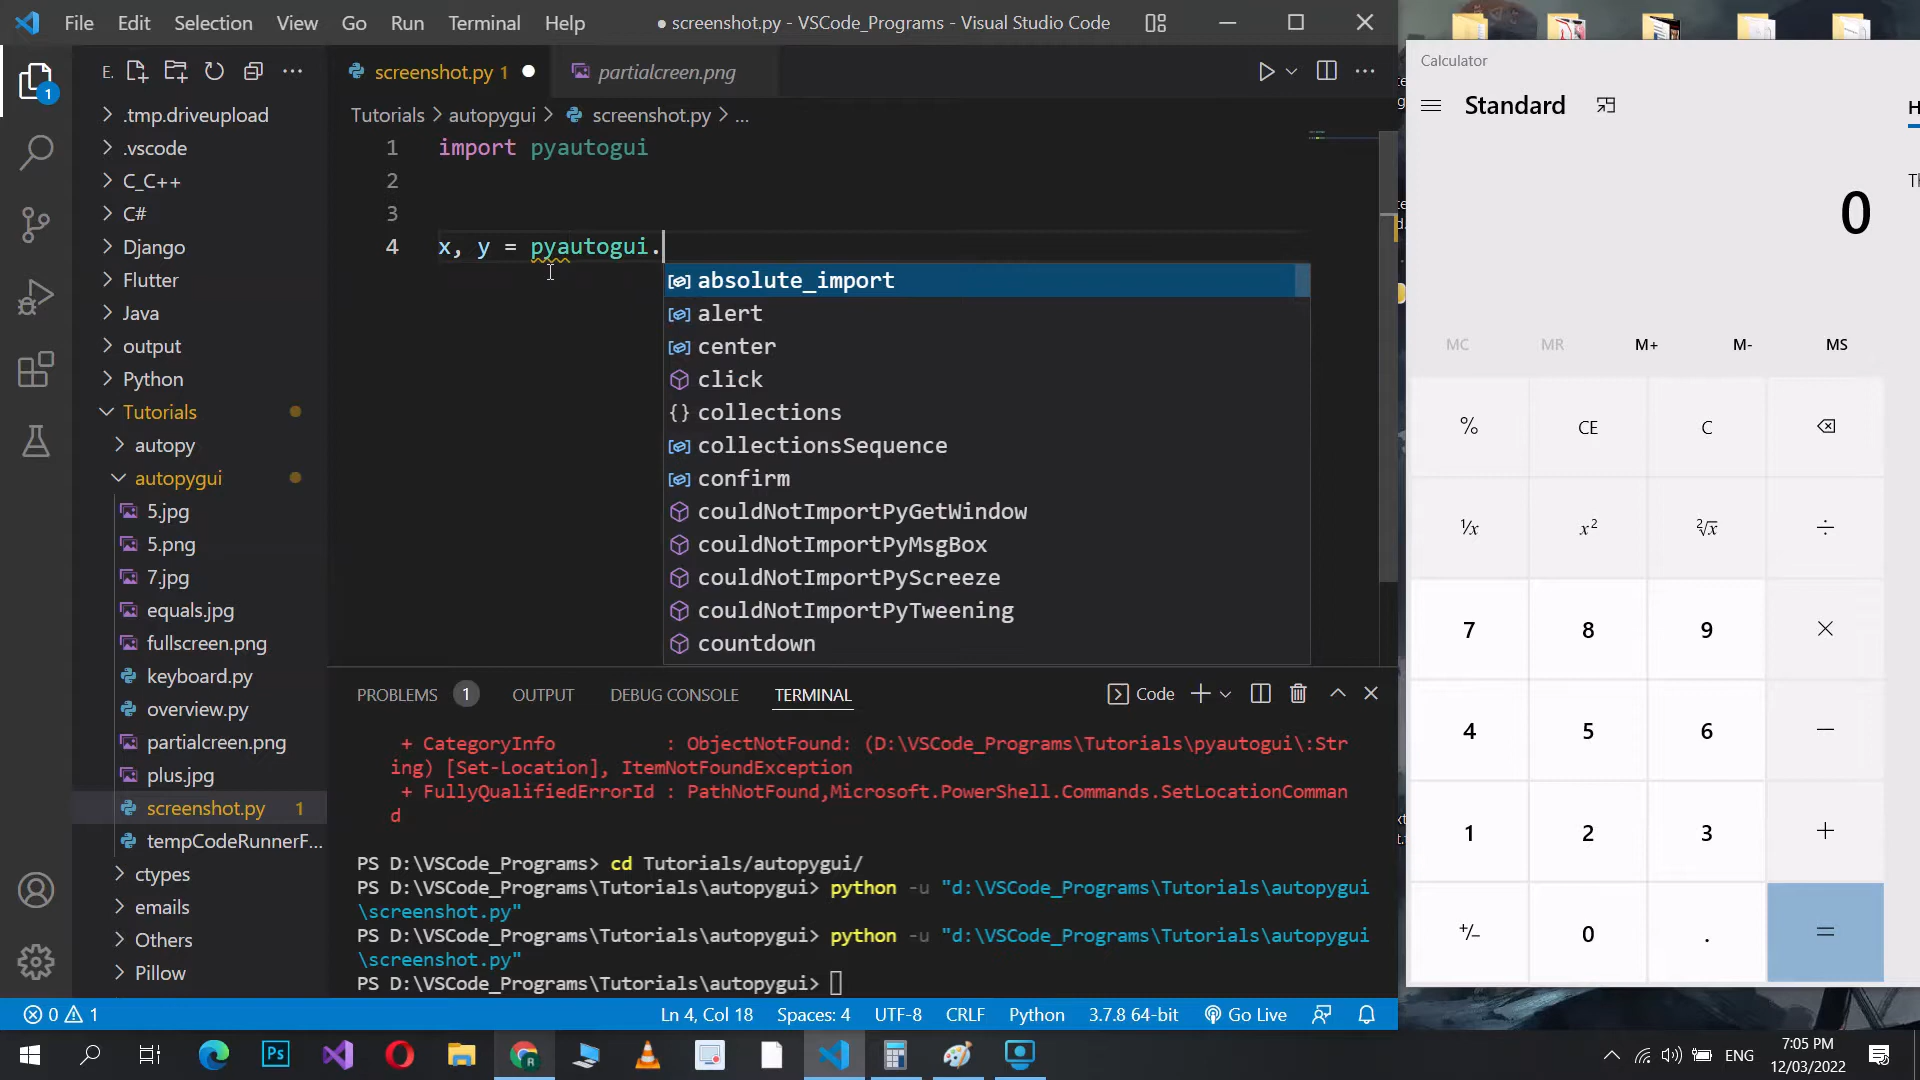 File Edit Selection View Go Run Terminal Help
● screenshot.py - VSCode_Programs - Visual Studio Code
E.
screenshot.py 1 ●
partialcreen.png
Tutorials > autopygui > screenshot.py > ...
.tmp.driveupload
.vscode
C_C++
C#
Django
Flutter
Java
output
Python
Tutorials
autopy
autopygui
5.jpg
5.png
7.jpg
equals.jpg
fullscreen.png
keyboard.py
overview.py
partialcreen.png
plus.jpg
screenshot.py 1
tempCodeRunnerF...
ctypes
emails
Others
Pillow
1
1 import pyautogui
2
3
4 x, y = pyautogui.
absolute_import
alert
center
click
{} collections
collectionsSequence
confirm
couldNotImportPyGetWindow
couldNotImportPyMsgBox
couldNotImportPyScreeze
couldNotImportPyTweening
countdown
PROBLEMS 1 OUTPUT DEBUG CONSOLE TERMINAL
Code
+ CategoryInfo : ObjectNotFound: (D:\VSCode_Programs\Tutorials\pyautogui\:Str
ing) [Set-Location], ItemNotFoundException
+ FullyQualifiedErrorId : PathNotFound,Microsoft.PowerShell.Commands.SetLocationComman
d
PS D:\VSCode_Programs> cd Tutorials/autopygui/
PS D:\VSCode_Programs\Tutorials\autopygui> python -u "d:\VSCode_Programs\Tutorials\autopygui
\screenshot.py"
PS D:\VSCode_Programs\Tutorials\autopygui> python -u "d:\VSCode_Programs\Tutorials\autopygui
\screenshot.py"
PS D:\VSCode_Programs\Tutorials\autopygui>
0 1
Ln 4, Col 18 Spaces: 4 UTF-8 CRLF Python 3.7.8 64-bit Go Live
Calculator
Standard
H
Th
0
MC MR M+ M- MS
% CE C ⌫
¹/x x² ²√x ÷
7 8 9 ×
4 5 6 −
1 2 3 +
+/− 0 . =
Ps
ENG
7:05 PM
12/03/2022